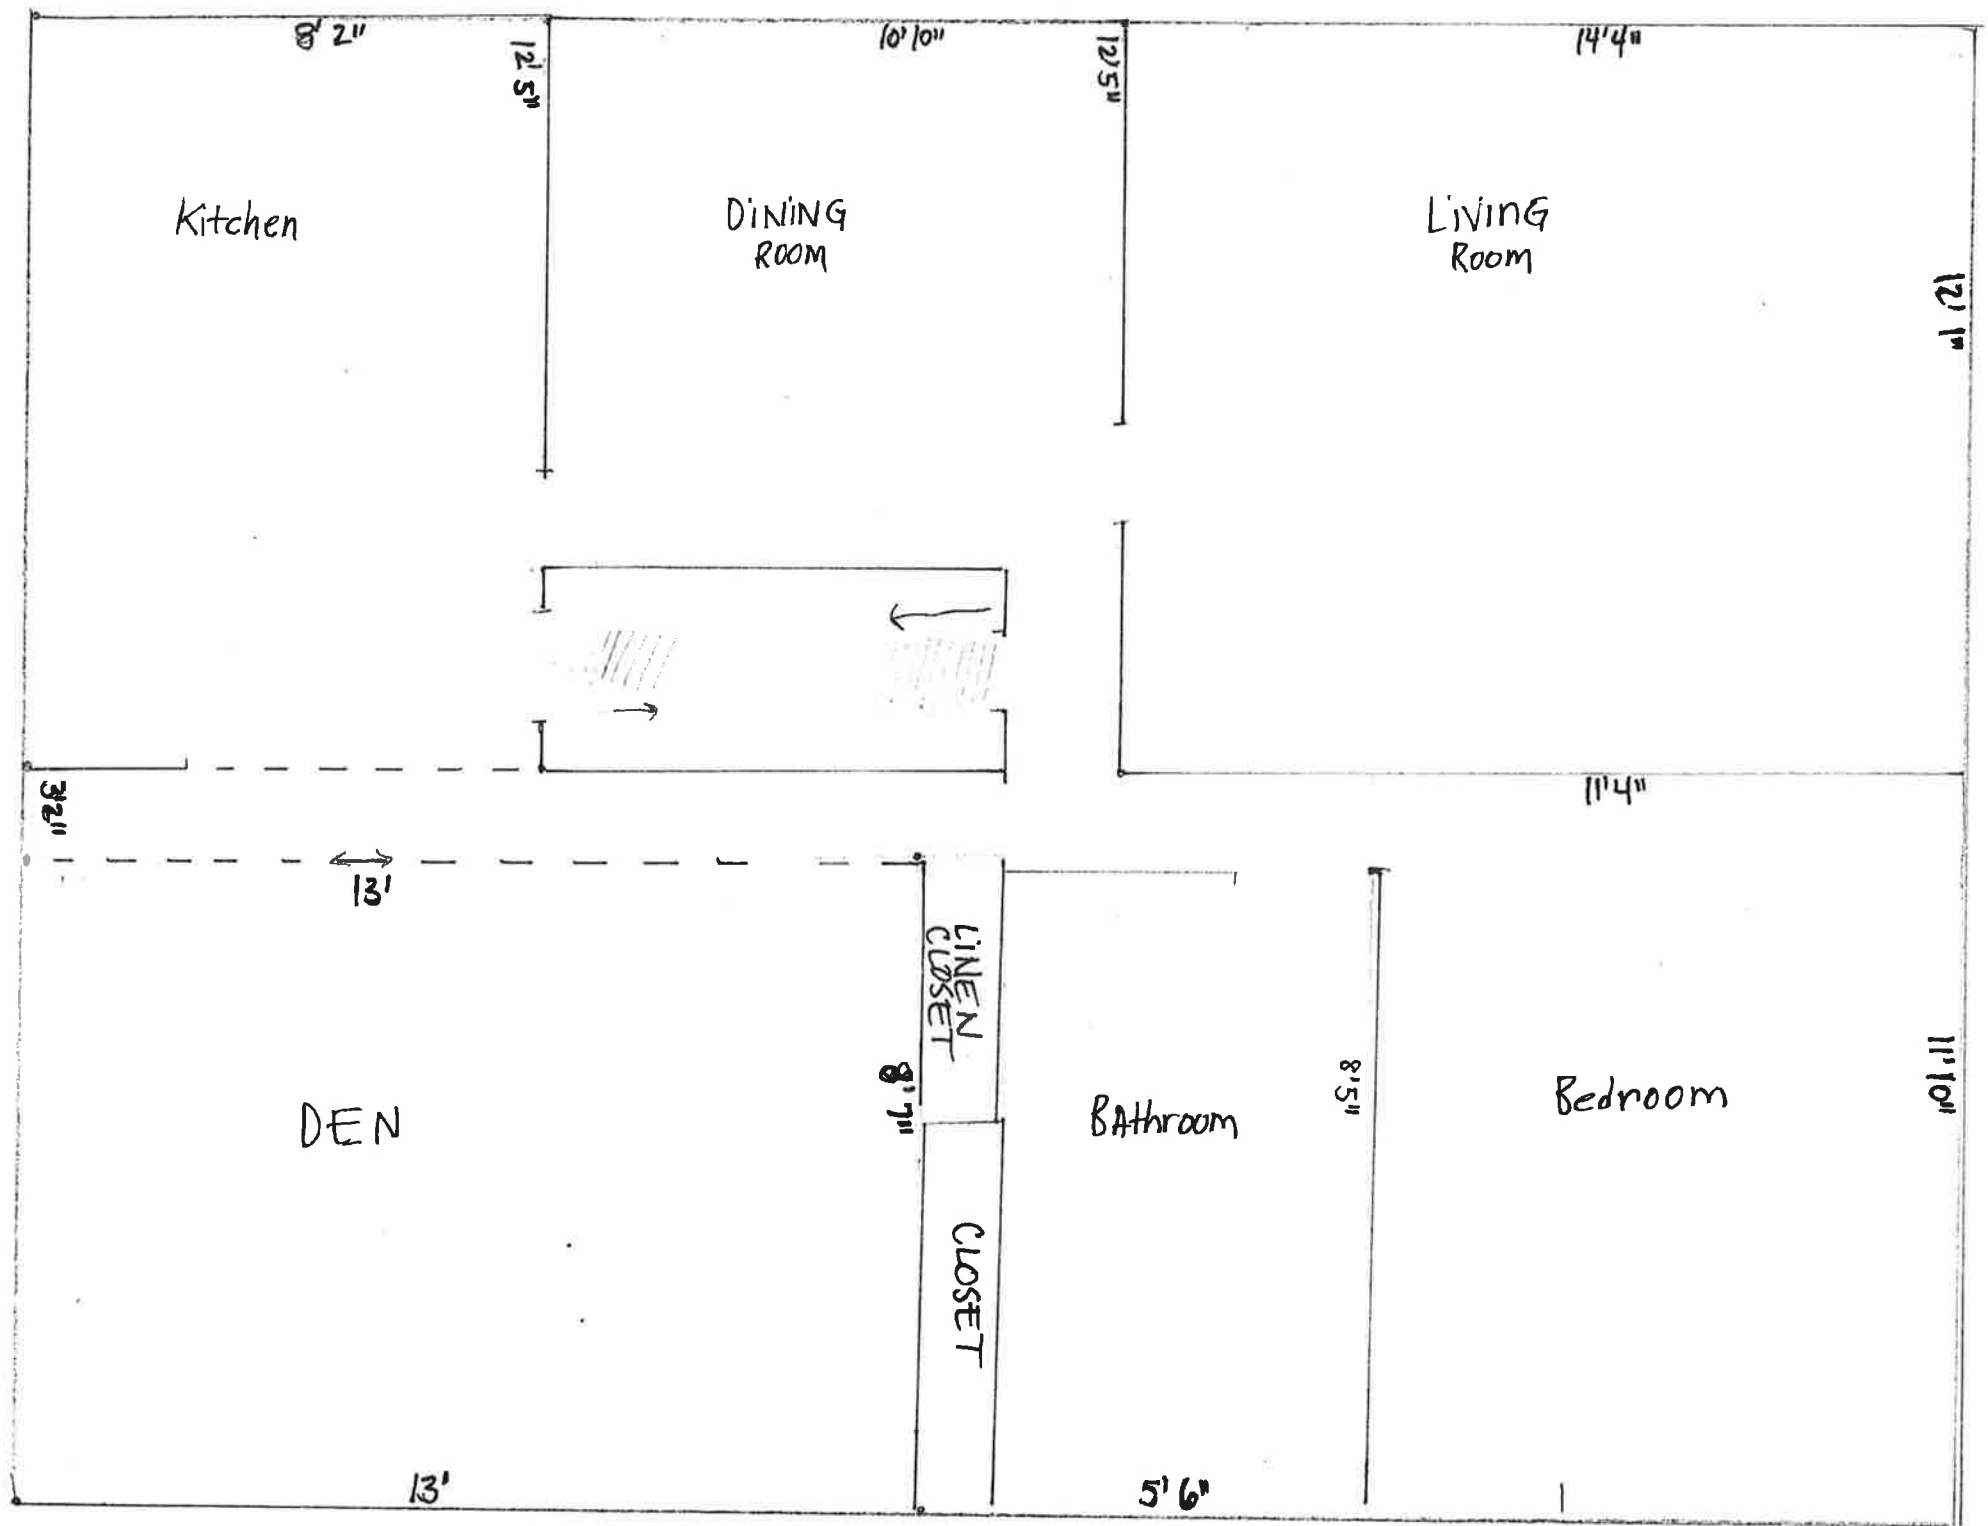 8' 2"
12' 5"
10' 10"
12' 5"
14' 4"
Kitchen
DiNiNG
ROOM
LiVinG
Room
12' 1"
3' 2"
11' 4"
13'
LiNEN
CLOSET
8' 7"
DEN
BAthroom
8' 5"
Bedroom
11' 10"
CLOSET
13'
5' 6"